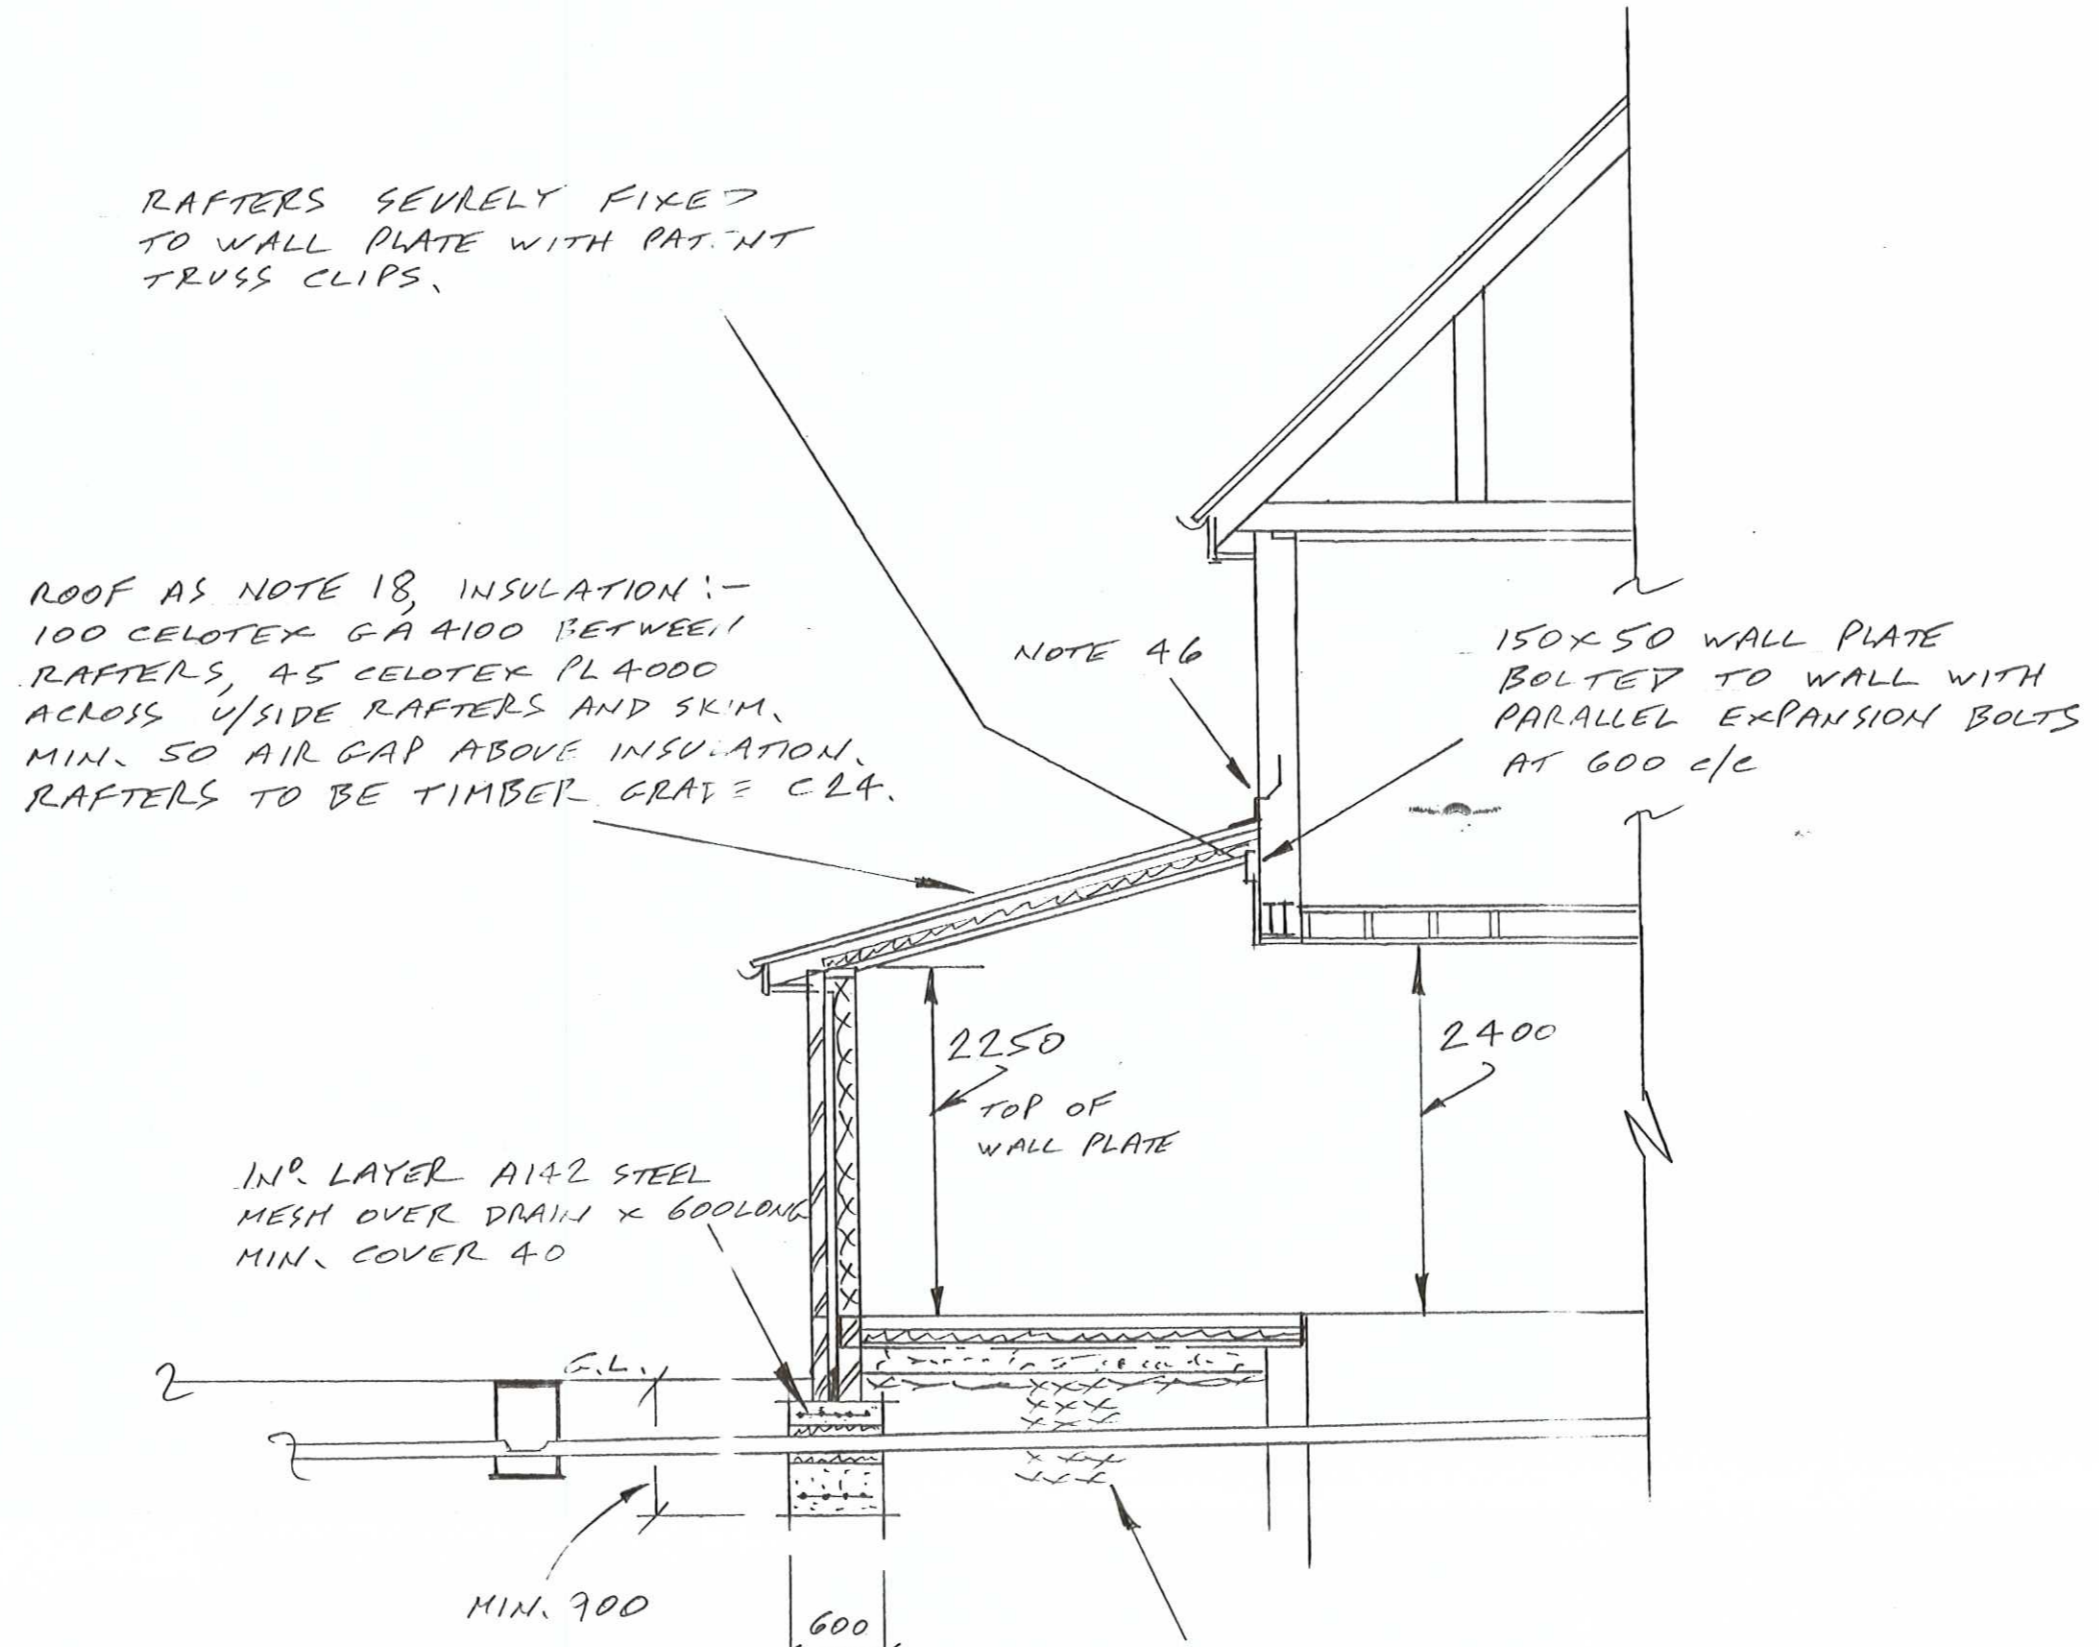 RAFTERS SEURELY FIXED
TO WALL PLATE WITH PATENT
TRUSS CLIPS.
ROOF AS NOTE 18, INSULATION:-
100 CELOTEX GA 4100 BETWEEN
RAFTERS, 45 CELOTEX PL 4000
ACROSS U/SIDE RAFTERS AND SKIM.
MIN. 50 AIR GAP ABOVE INSULATION.
RAFTERS TO BE TIMBER GRADE C24.
NOTE 46
150x50 WALL PLATE
BOLTED TO WALL WITH
PARALLEL EXPANSION BOLTS
AT 600 c/c
2250
TOP OF
WALL PLATE
2400
1Nº. LAYER A142 STEEL
MESH OVER DRAIN x 600LONG
MIN. COVER 40
G.L.
MIN. 900
600